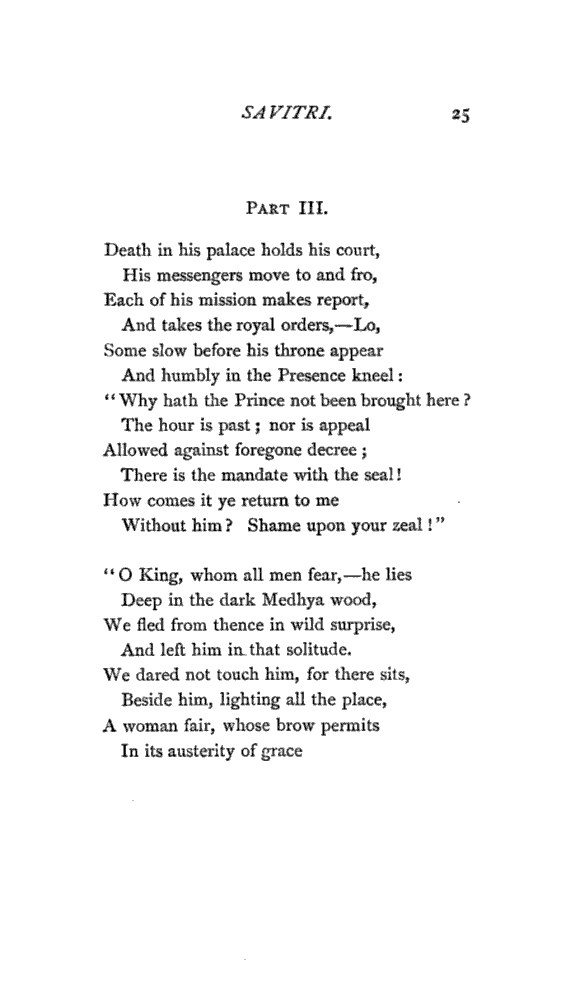 SAVITRI. 25
PART III.
Death in his palace holds his court,
His messengers move to and fro,
Each of his mission makes report,
And takes the royal orders,—Lo,
Some slow before his throne appear
And humbly in the Presence kneel :
“Why hath the Prince not been brought here ?
The hour is past ; nor is appeal
Allowed against foregone decree ;
There is the mandate with the seal !
How comes it ye return to me
Without him ? Shame upon your zeal !”
“O King, whom all men fear,—he lies
Deep in the dark Medhya wood,
We fled from thence in wild surprise,
And left him in that solitude.
We dared not touch him, for there sits,
Beside him, lighting all the place,
A woman fair, whose brow permits
In its austerity of grace